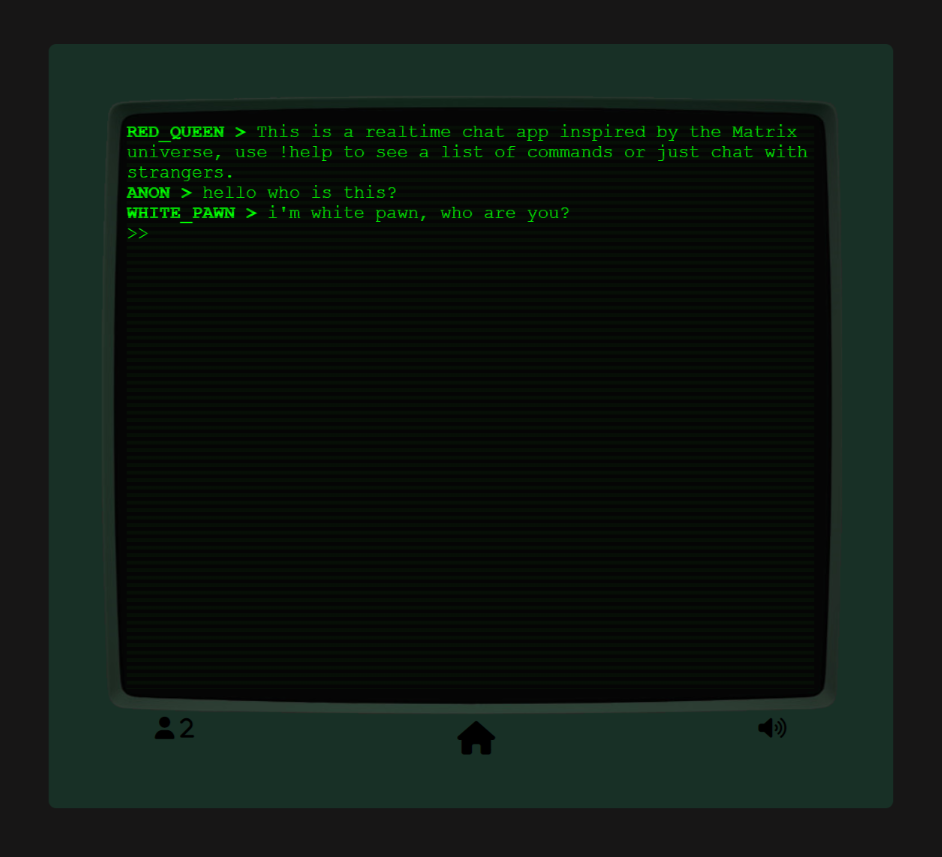 RED_QUEEN > This is a realtime chat app inspired by the Matrix
universe, use !help to see a list of commands or just chat with
strangers.
ANON > hello who is this?
WHITE_PAWN > i'm white pawn, who are you?
>>
2